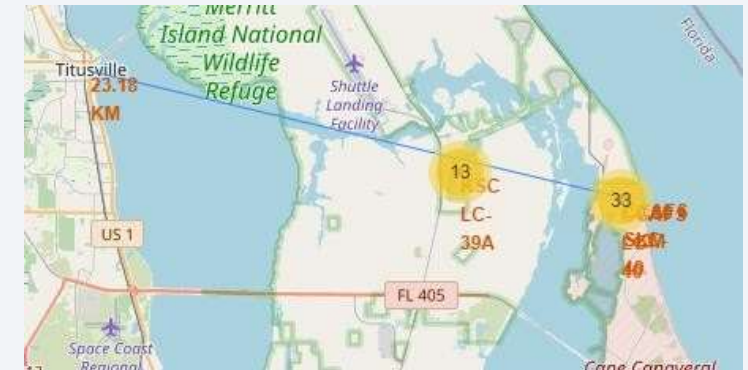 Merritt
Island National
Wildlife
Refuge
Florida
Titusville
23.18
KM
Shuttle
Landing
Facility
13
KSC
LC-
39A
33
40
US 1
FL 405
Space Coast
Regional
Cape Canaveral